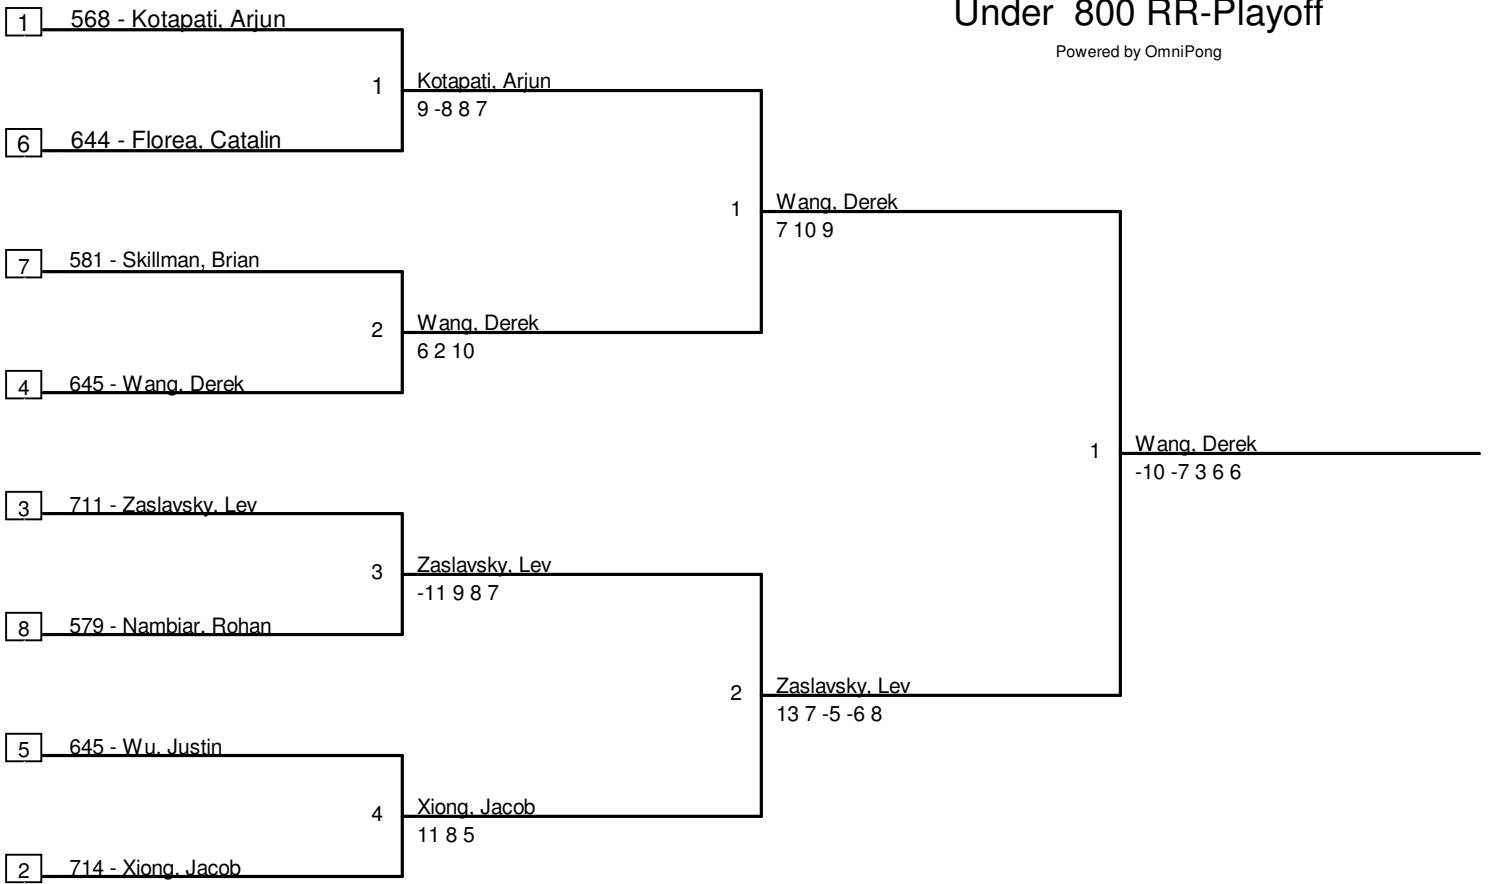 Under 800 RR-Playoff
Powered by OmniPong
1 568 - Kotapati, Arjun
1 Kotapati, Arjun
9 -8 8 7
6 644 - Florea, Catalin
1 Wang, Derek
7 10 9
7 581 - Skillman, Brian
2 Wang, Derek
6 2 10
4 645 - Wang, Derek
1 Wang, Derek
-10 -7 3 6 6
3 711 - Zaslavsky, Lev
3 Zaslavsky, Lev
-11 9 8 7
8 579 - Nambiar, Rohan
2 Zaslavsky, Lev
13 7 -5 -6 8
5 645 - Wu, Justin
4 Xiong, Jacob
11 8 5
2 714 - Xiong, Jacob